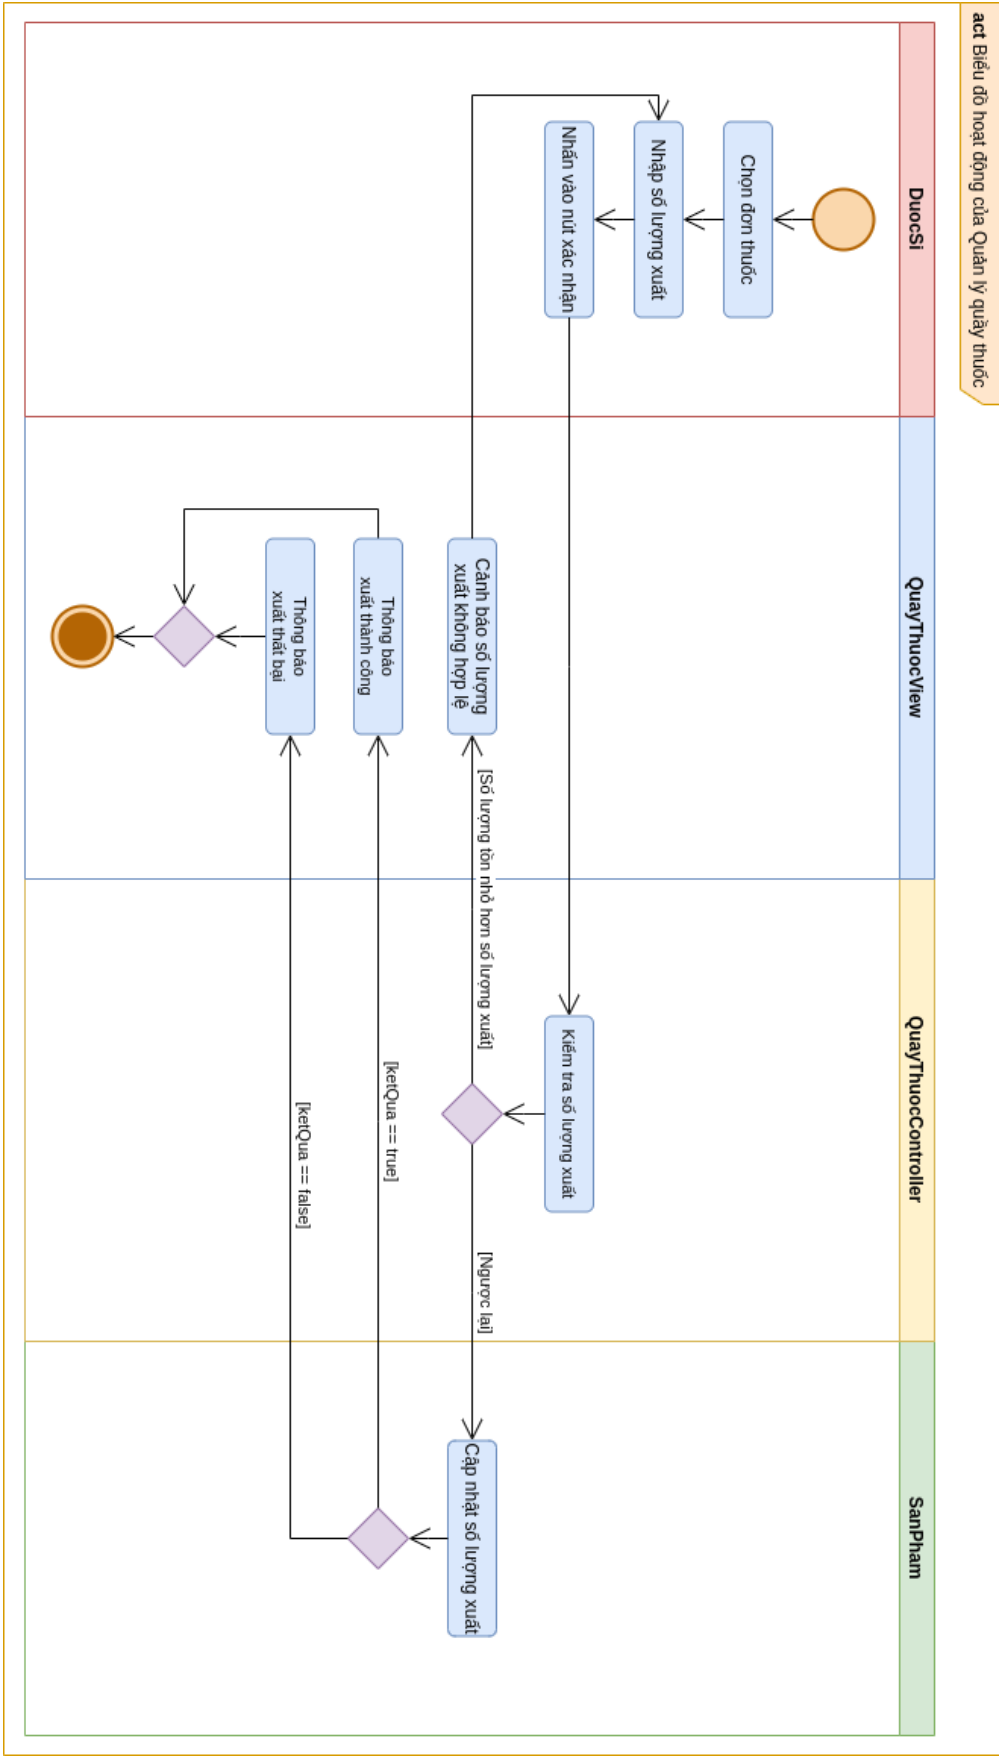 act Biểu đồ hoạt động của Quản lý quầy thuốc
DuocSi
QuayThuocView
QuayThuocController
SanPham
Chọn đơn thuốc
Nhập số lượng xuất
Nhấn vào nút xác nhận
Kiểm tra số lượng xuất
[Số lượng tồn nhỏ hơn số lượng xuất]
[Ngược lại]
Cảnh báo số lượng
xuất không hợp lệ
Cập nhật số lượng xuất
[ketQua == true]
Thông báo
xuất thành công
[ketQua == false]
Thông báo
xuất thất bại